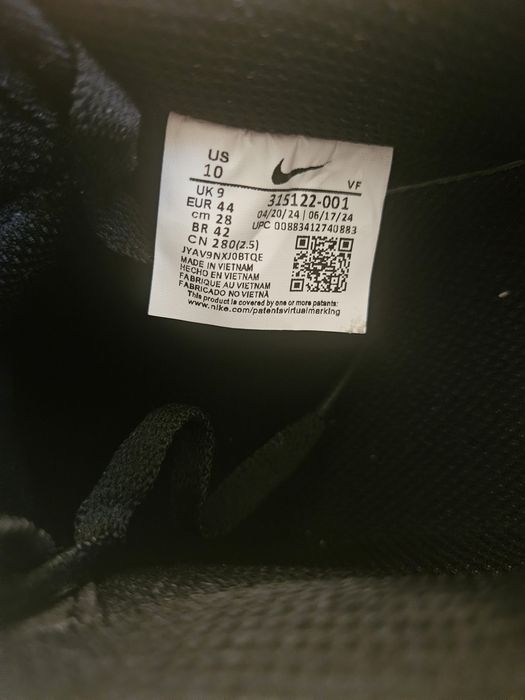 US
10
VF
UK 9
EUR 44
cm 28
BR 42
CN 280(2.5)
315122-001
04/20/24 | 06/17/24
UPC 00883412740883
JYAV9NXJ0BTQE
MADE IN VIETNAM
HECHO EN VIETNAM
FABRIQUE AU VIETNAM
FABRICADO NO VIETNÃ
This product is covered by one or more patents:
www.nike.com/patentsvirtualmarking